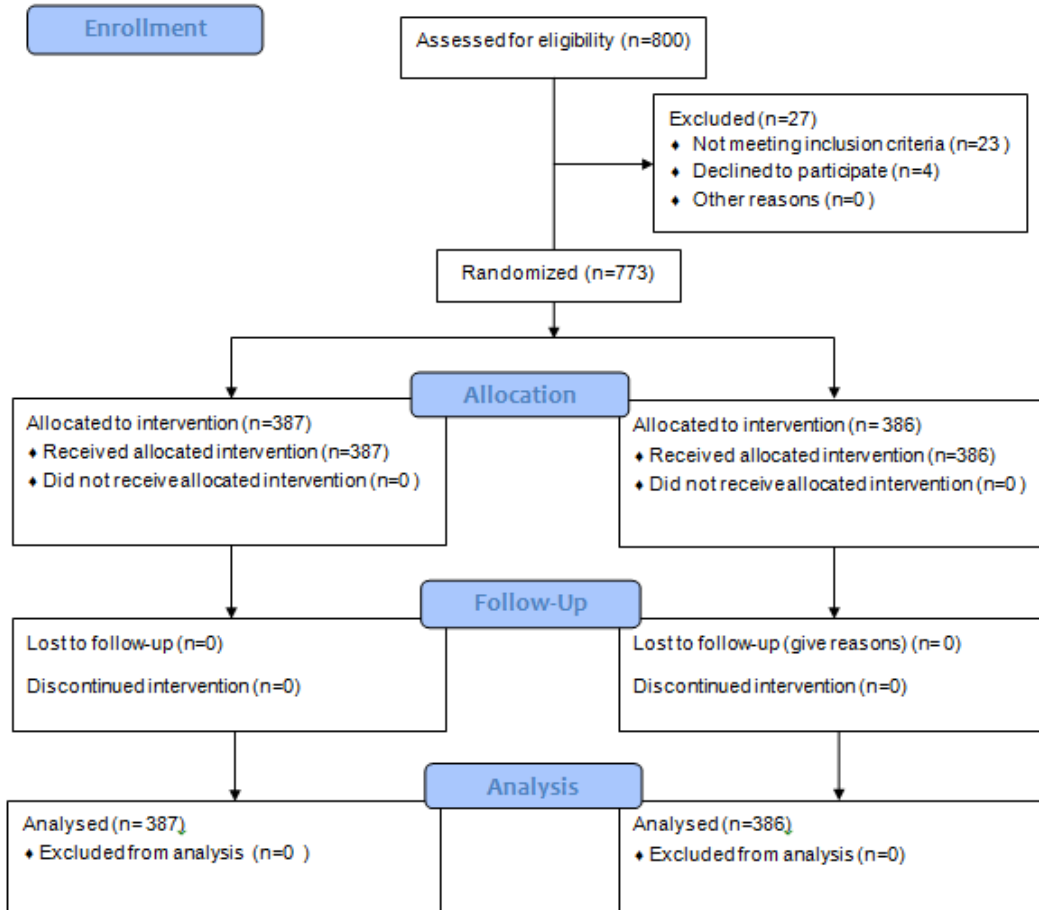 Enrollment
Assessed for eligibility (n=800)
Excluded (n=27)
♦ Not meeting inclusion criteria (n=23 )
♦ Declined to participate (n=4)
♦ Other reasons (n=0 )
Randomized (n=773)
Allocation
Allocated to intervention (n=387)
♦ Received allocated intervention (n=387)
♦ Did not receive allocated intervention (n=0 )
Allocated to intervention (n= 386)
♦ Received allocated intervention (n=386)
♦ Did not receive allocated intervention (n=0 )
Follow-Up
Lost to follow-up (n=0)
Discontinued intervention (n=0)
Lost to follow-up (give reasons) (n= 0)
Discontinued intervention (n=0)
Analysis
Analysed (n=387)
♦ Excluded from analysis (n=0 )
Analysed (n=386)
♦ Excluded from analysis (n=0)